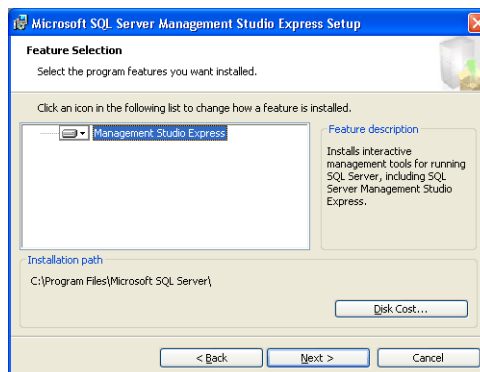 Microsoft SQL Server Management Studio Express Setup
Feature Selection
Select the program features you want installed.
Click an icon in the following list to change how a feature is installed.
Management Studio Express
Feature description
Installs interactive
management tools for running
SQL Server, including SQL
Server Management Studio
Express.
Installation path
C:\Program Files\Microsoft SQL Server\
Disk Cost...
< Back
Next >
Cancel